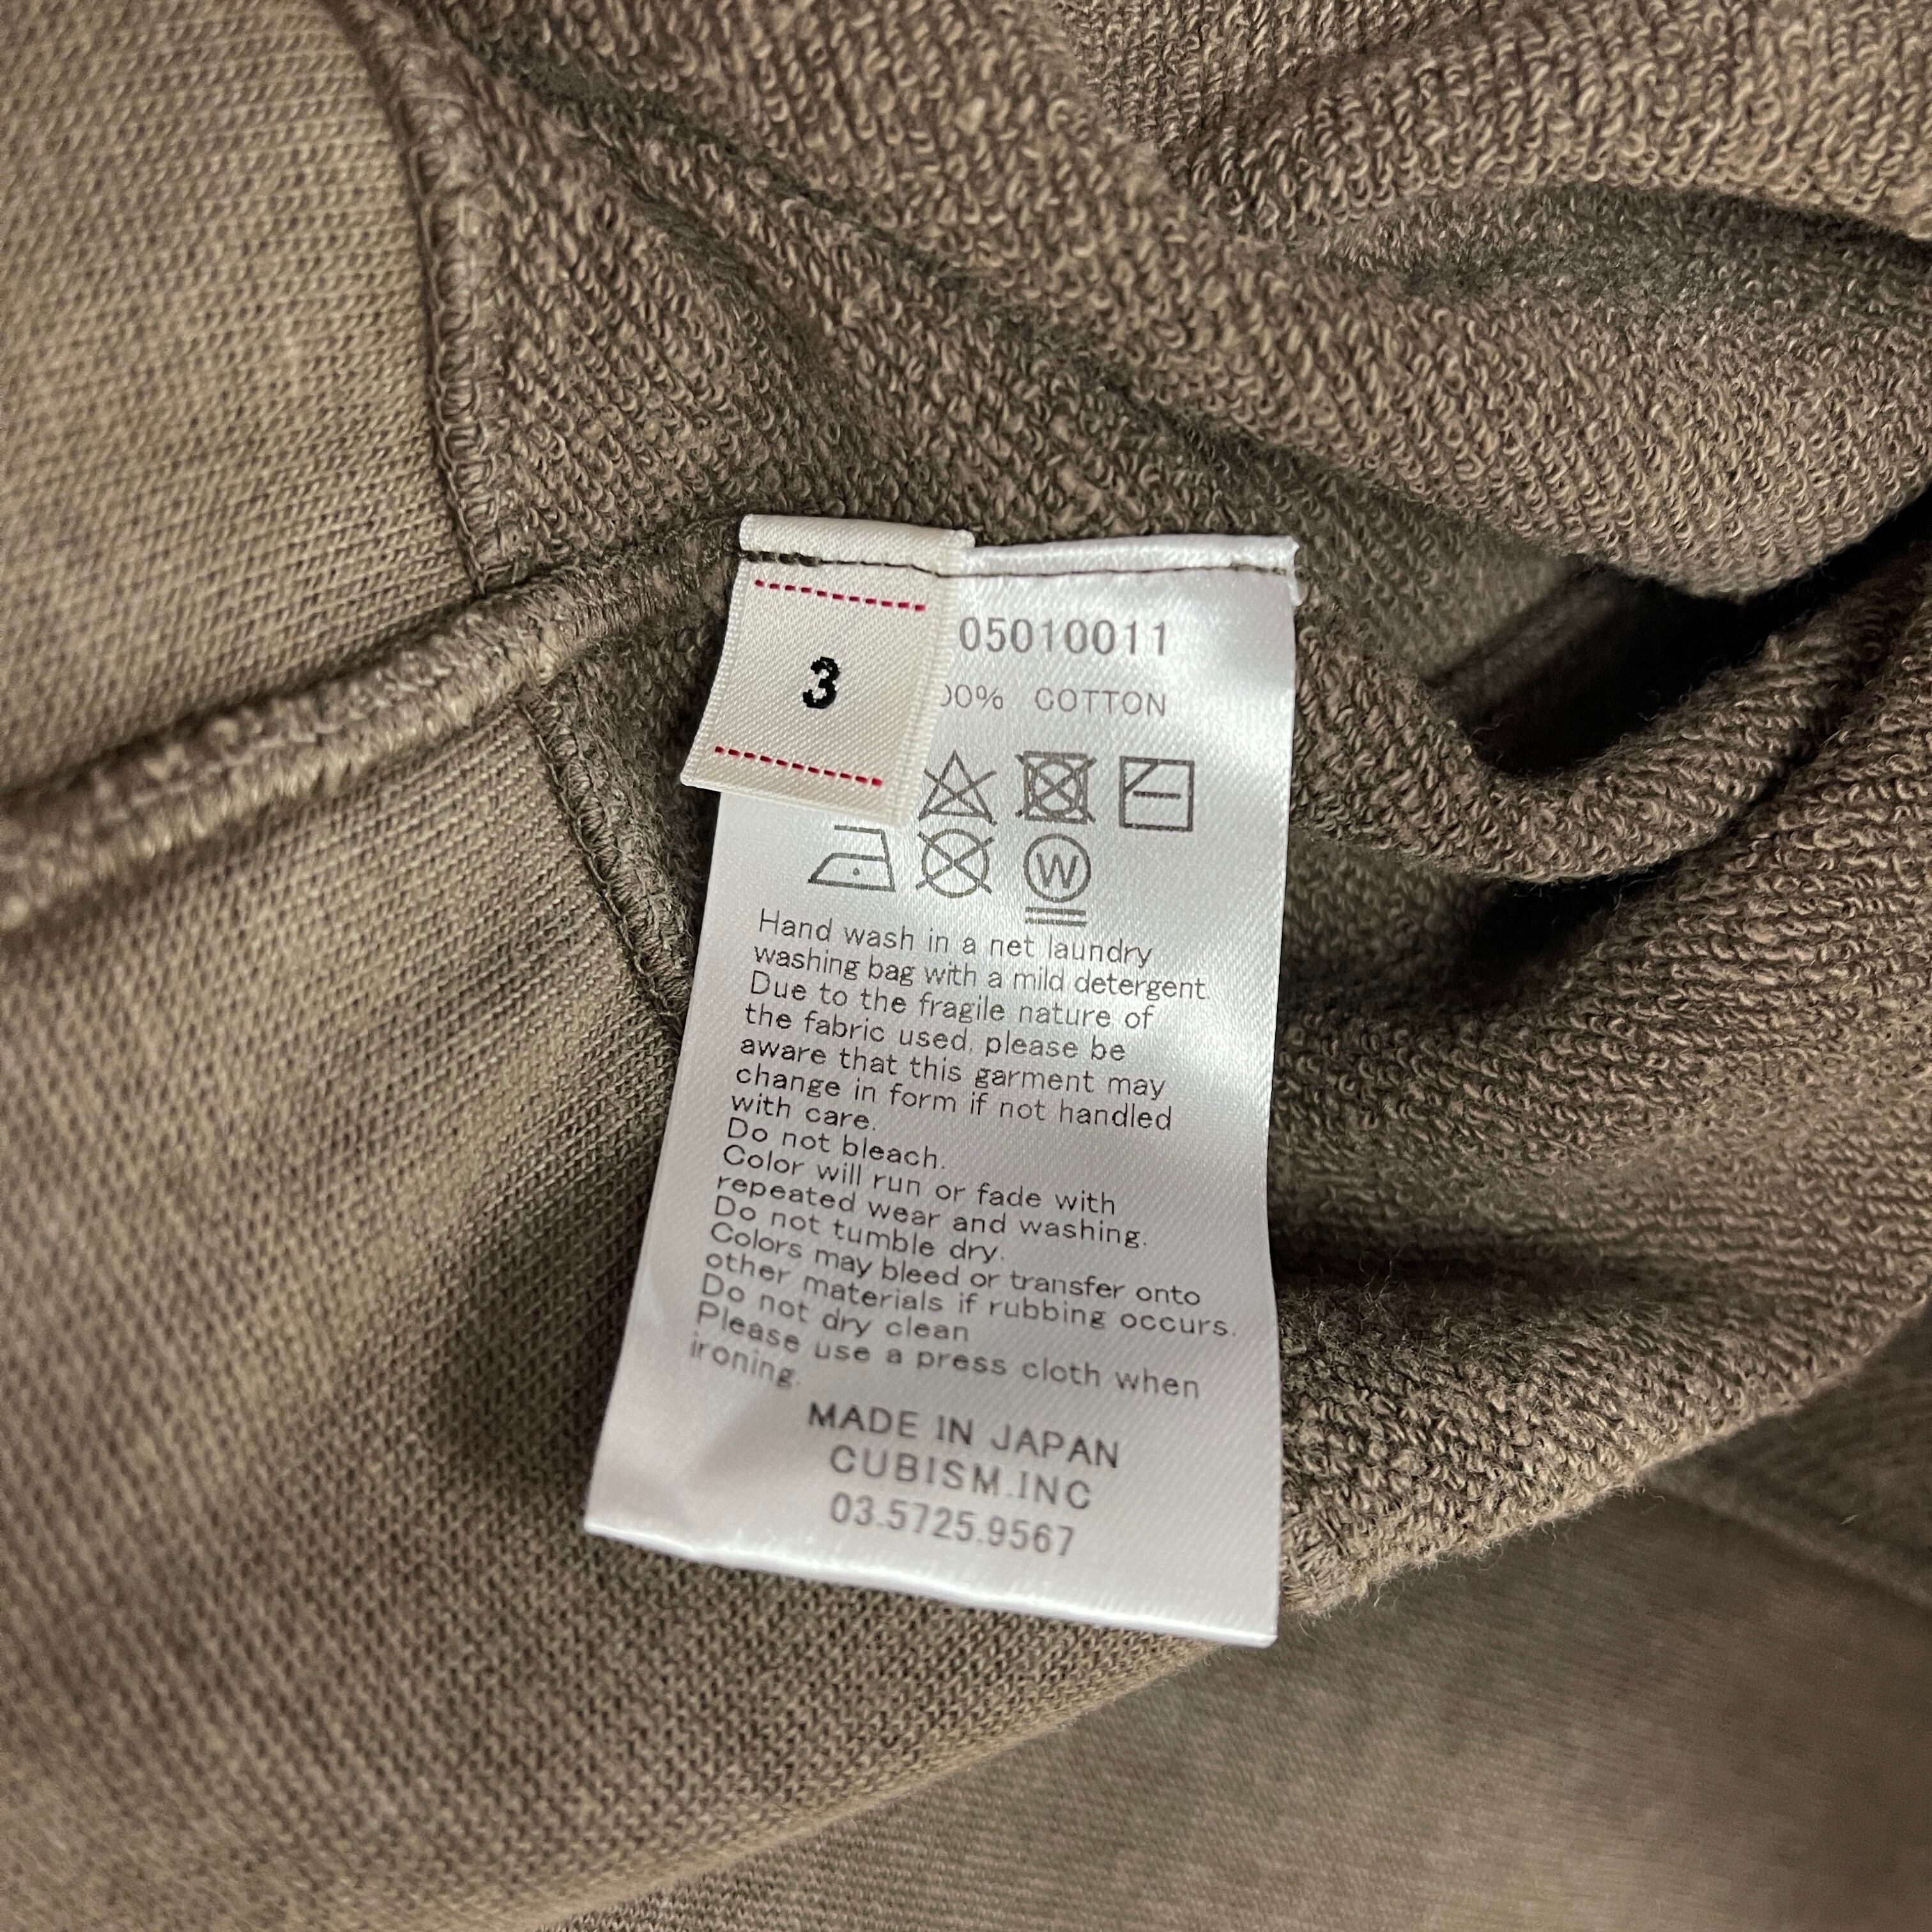 3
05010011
00% COTTON
W
Hand wash in a net laundry
washing bag with a mild detergent.
Due to the fragile nature of
the fabric used, please be
aware that this garment may
change in form if not handled
with care.
Do not bleach.
Color will run or fade with
repeated wear and washing.
Do not tumble dry.
Colors may bleed or transfer onto
other materials if rubbing occurs.
Do not dry clean
Please use a press cloth when
ironing.
MADE IN JAPAN
CUBISM.INC
03.5725.9567